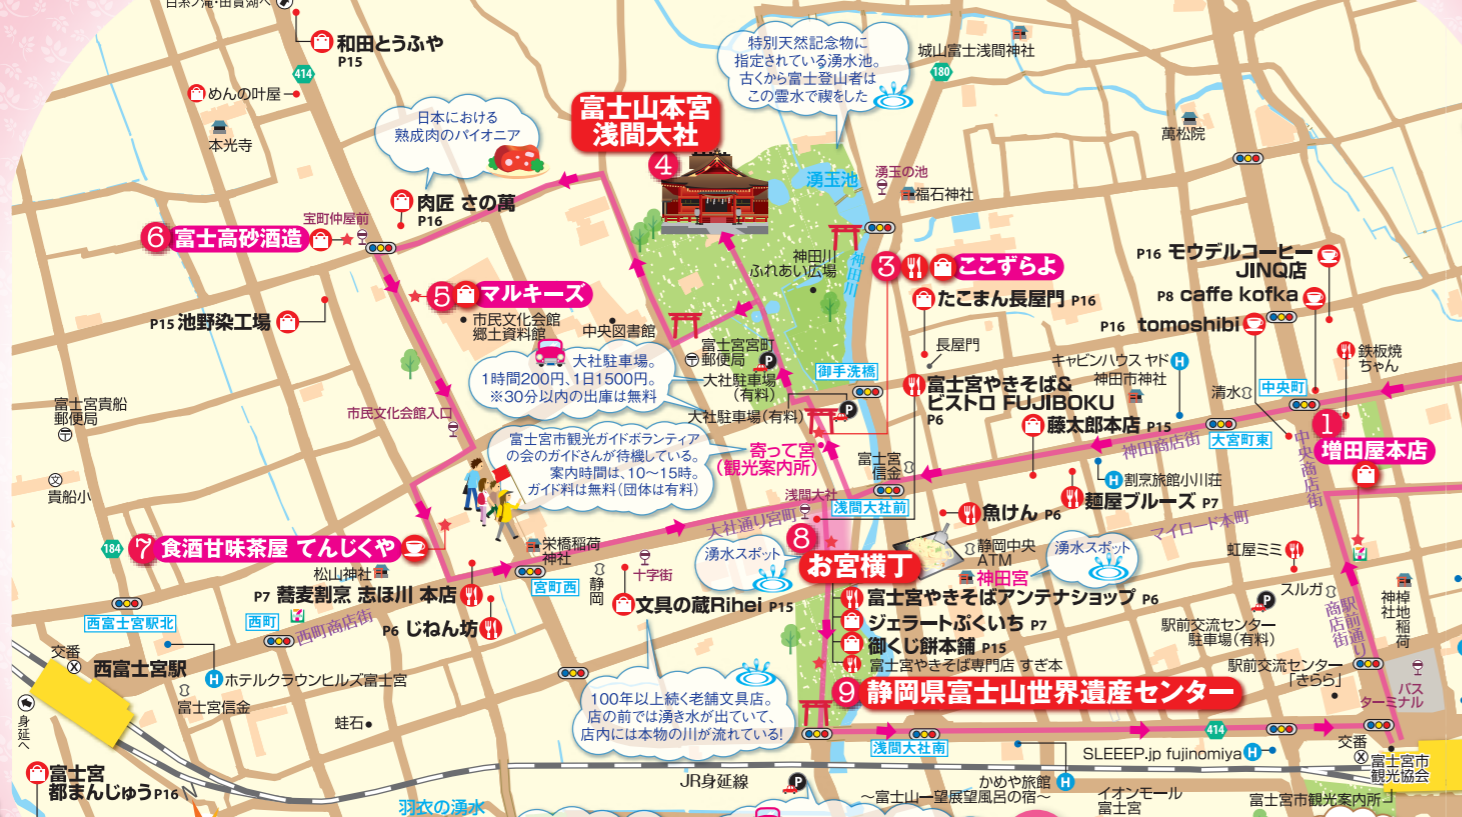 白糸ノ滝・田貫湖へ
和田とうふや
P15
414
めんの叶屋
本光寺
日本における
熟成肉のパイオニア
富士山本宮
浅間大社
4
特別天然記念物に
指定されている湧水池。
古くから富士登山者は
この霊水で禊をした
城山富士浅間神社
180
萬松院
湧玉池
湧玉の池
福石神社
肉匠 さの萬
P16
宝町仲屋前
6 富士高砂酒造
神田川
ふれあい広場
神田川
3 ここずらよ
たこまん長屋門 P16
長屋門
P16 モウデルコーヒー
JINQ店
P8 caffe kofka
P16 tomoshibi
5 マルキーズ
市民文化会館
郷土資料館
中央図書館
P15 池野染工場
富士宮宮町
郵便局
P
大社駐車場
(有料)
大社駐車場(有料)
P
大社駐車場。
1時間200円、1日1500円。
※30分以内の出庫は無料
御手洗橋
キャビンハウス ヤド H
神田市神社
清水
中央町
鉄板焼
ちゃん
富士宮やきそば&
ビストロ FUJIBOKU
P6
藤太郎本店 P15
富士宮貴船
郵便局
市民文化会館入口
富士宮市観光ガイドボランティア
の会のガイドさんが待機している。
案内時間は、10〜15時。
ガイド料は無料(団体は有料)
寄って宮
(観光案内所)
富士宮
信金
神田商店街
大宮町東
中央商店街
1
増田屋本店
文
貴船小
H 割烹旅館小川荘
麺屋ブルーズ P7
浅間大社
浅間大社前
大社通り宮町
魚けん P6
マイロード本町
184
7 食酒甘味茶屋 てんじくや
栄橋稲荷
神社
湧水スポット
8
お宮横丁
静岡中央
ATM
神田宮
湧水スポット
虹屋ミミ
松山神社
宮町西
静岡
十字街
P7 蕎麦割烹 志ほ川 本店
文具の蔵Rihei P15
富士宮やきそばアンテナショップ P6
ジェラートぷくいち P7
御くじ餅本舗 P15
富士宮やきそば専門店 すぎ本
スルガ
P
駅前交流センター
駐車場(有料)
駅前通り商店街
神社
棹地稲荷
西富士宮駅北
西町
西町商店街
P6 じねん坊
交番
西富士宮駅
H ホテルクラウンヒルズ富士宮
富士宮信金
蛙石
身延へ
100年以上続く老舗文具店。
店の前では湧き水が出ていて、
店内には本物の川が流れている!
9 静岡県富士山世界遺産センター
駅前交流センター
「きらら」
バス
ターミナル
浅間大社南
414
SLEEEP.jp fujinomiya H
交番
富士宮市
観光協会
富士宮
都まんじゅう P16
JR身延線
P
かめや旅館 H
〜富士山一望展望風呂の宿〜
イオンモール
富士宮
富士宮市観光案内所
羽衣の湧水